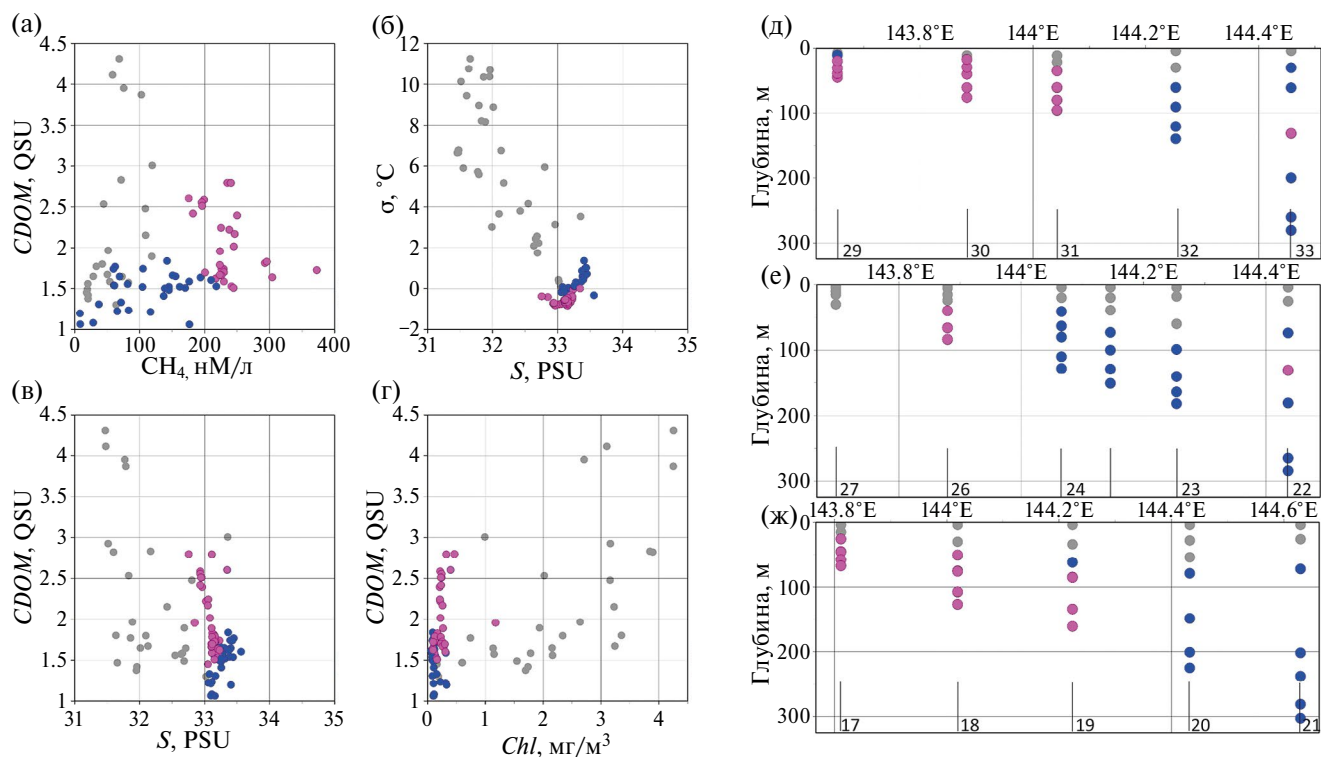 (а)
4.5
4
3.5
3
2.5
2
1.5
1
CDOM, QSU
0 100 200 300 400
CH₄, нМ/л
(б)
12
10
8
6
4
2
0
−2
σ, ˚C
31 32 33 34 35
S, PSU
(в)
4.5
4
3.5
3
2.5
2
1.5
1
CDOM, QSU
31 32 33 34 35
S, PSU
(г)
4.5
4
3.5
3
2.5
2
1.5
1
CDOM, QSU
0 1 2 3 4
Chl, мг/м³
(д)
143.8°E 144°E 144.2°E 144.4°E
0
100
200
300
Глубина, м
29 30 31 32 33
(е)
143.8°E 144°E 144.2°E 144.4°E
0
100
200
300
Глубина, м
27 26 24 23 22
(ж)
143.8°E 144°E 144.2°E 144.4°E 144.6°E
0
100
200
300
Глубина, м
17 18 19 20 21